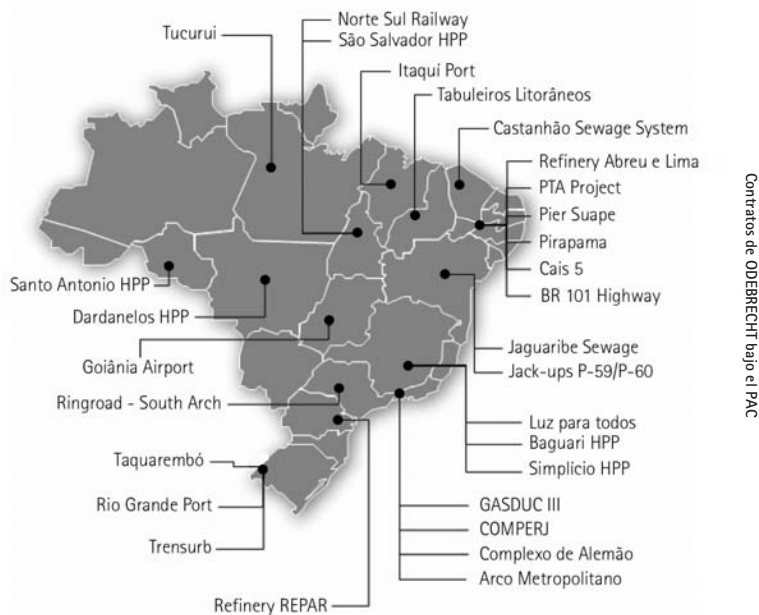 Norte Sul Railway
São Salvador HPP
Tucurui
Itaquí Port
Tabuleiros Litorâneos
Castanhão Sewage System
Refinery Abreu e Lima
PTA Project
Pier Suape
Pirapama
Cais 5
BR 101 Highway
Santo Antonio HPP
Dardanelos HPP
Goiânia Airport
Jaguaribe Sewage
Jack-ups P-59/P-60
Ringroad - South Arch
Luz para todos
Baguari HPP
Simplício HPP
Taquarembó
Rio Grande Port
Trensurb
GASDUC III
COMPERJ
Complexo de Alemão
Arco Metropolitano
Refinery REPAR
Contratos de ODEBRECHT bajo el PAC